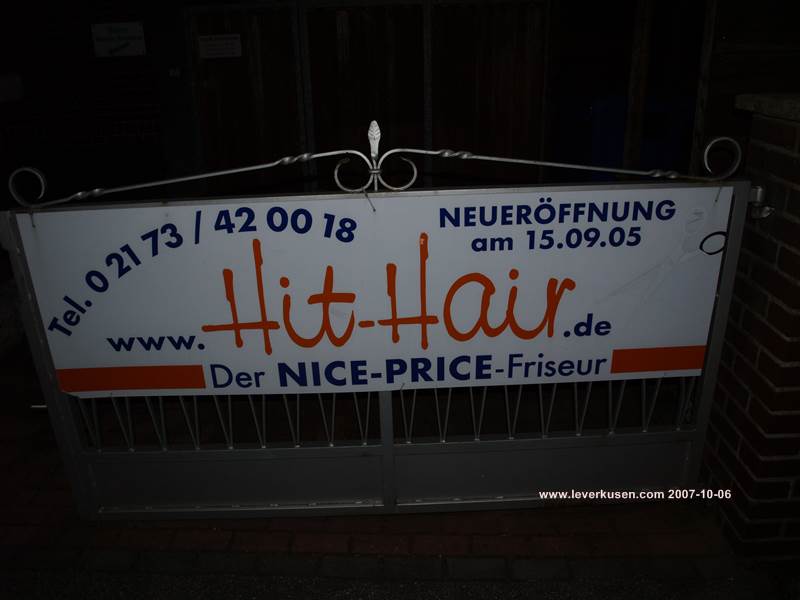 Tel. 0 21 73 / 42 00 18
NEUERÖFFNUNG
am 15.09.05
www.Hit-Hair.de
Der NICE-PRICE-Friseur
www.leverkusen.com 2007-10-06